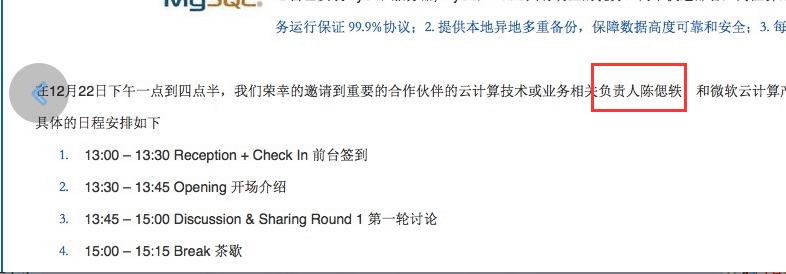 MySQL
务运行保证 99.9%协议；2. 提供本地异地多重备份，保障数据高度可靠和安全；3. 每
在12月22日下午一点到四点半，我们荣幸的邀请到重要的合作伙伴的云计算技术或业务相关负责人陈偲轶 和微软云计算产
具体的日程安排如下
1. 13:00 – 13:30 Reception + Check In 前台签到
2. 13:30 – 13:45 Opening 开场介绍
3. 13:45 – 15:00 Discussion & Sharing Round 1 第一轮讨论
4. 15:00 – 15:15 Break 茶歇